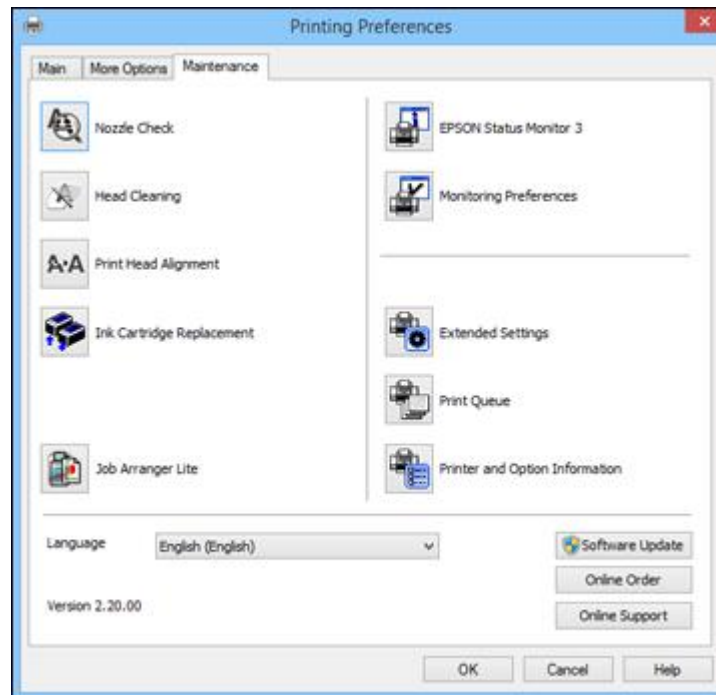 Printing Preferences
Main
More Options
Maintenance
Nozzle Check
EPSON Status Monitor 3
Head Cleaning
Monitoring Preferences
A·A
Print Head Alignment
Ink Cartridge Replacement
Extended Settings
Print Queue
Job Arranger Lite
Printer and Option Information
Language
English (English)
Software Update
Online Order
Version 2.20.00
Online Support
OK
Cancel
Help